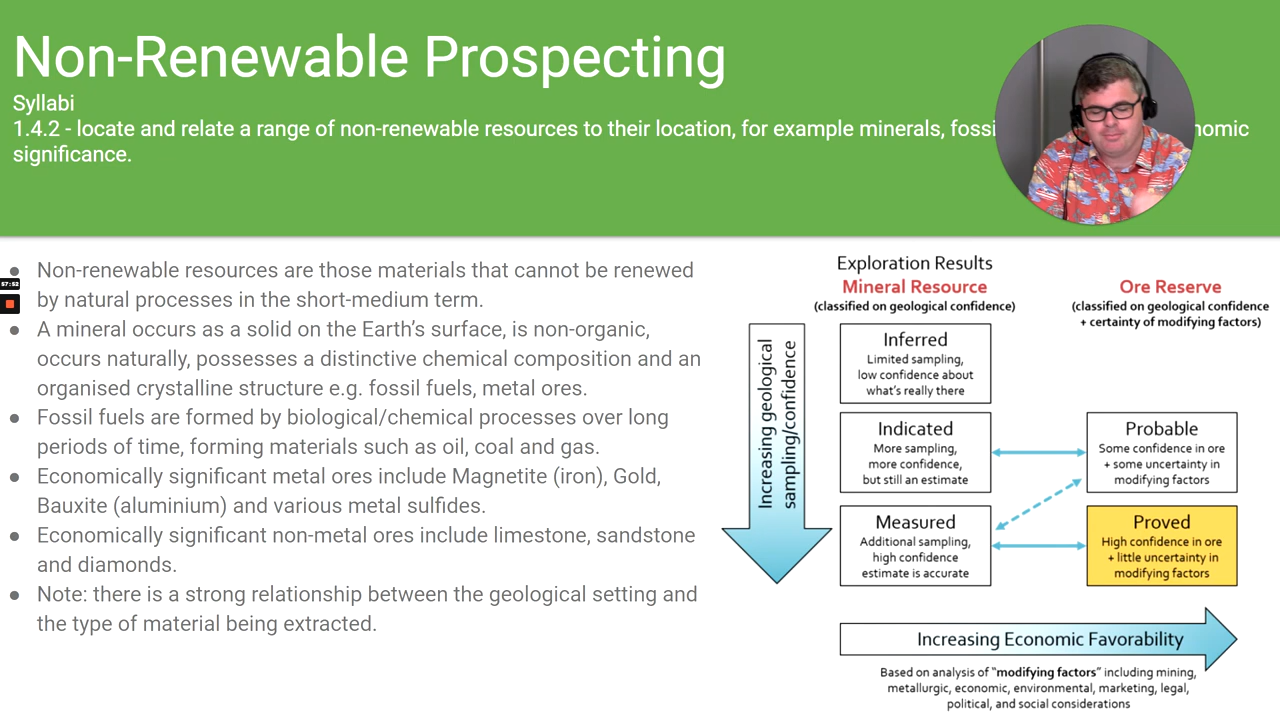 Non-Renewable Prospecting
Syllabi
1.4.2 - locate and relate a range of non-renewable resources to their location, for example minerals, nomic
significance.
● Non-renewable resources are those materials that cannot be renewed
by natural processes in the short-medium term.
● A mineral occurs as a solid on the Earth's surface, is non-organic,
occurs naturally, possesses a distinctive chemical composition and an
organised crystalline structure e.g. fossil fuels, metal ores.
● Fossil fuels are formed by biological/chemical processes over long
periods of time, forming materials such as oil, coal and gas.
● Economically significant metal ores include Magnetite (iron), Gold,
Bauxite (aluminium) and various metal sulfides.
● Economically significant non-metal ores include limestone, sandstone
and diamonds.
● Note: there is a strong relationship between the geological setting and
the type of material being extracted.
57:52
Exploration Results
Mineral Resource
(classified on geological confidence)
Ore Reserve
(classified on geological confidence
+ certainty of modifying factors)
Increasing geological
sampling/confidence
Inferred
Limited sampling,
low confidence about
what's really there
Indicated
More sampling,
more confidence,
but still an estimate
Probable
Some confidence in ore
+ some uncertainty in
modifying factors
Measured
Additional sampling,
high confidence
estimate is accurate
Proved
High confidence in ore
+ little uncertainty in
modifying factors
Increasing Economic Favorability
Based on analysis of "modifying factors" including mining,
metallurgic, economic, environmental, marketing, legal,
political, and social considerations